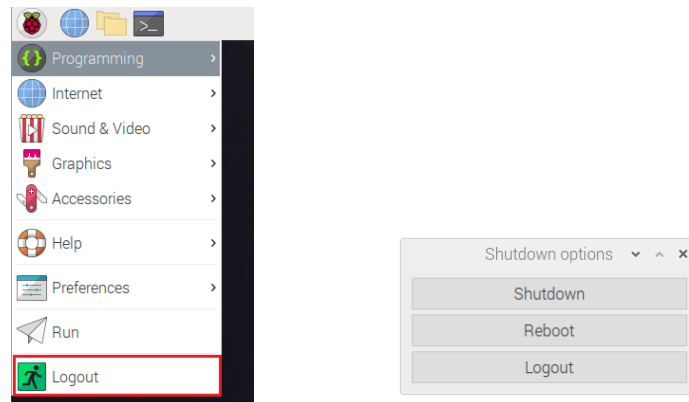 Programming
Internet
Sound & Video
Graphics
Accessories
Help
Preferences
Run
Logout
Shutdown options
Shutdown
Reboot
Logout